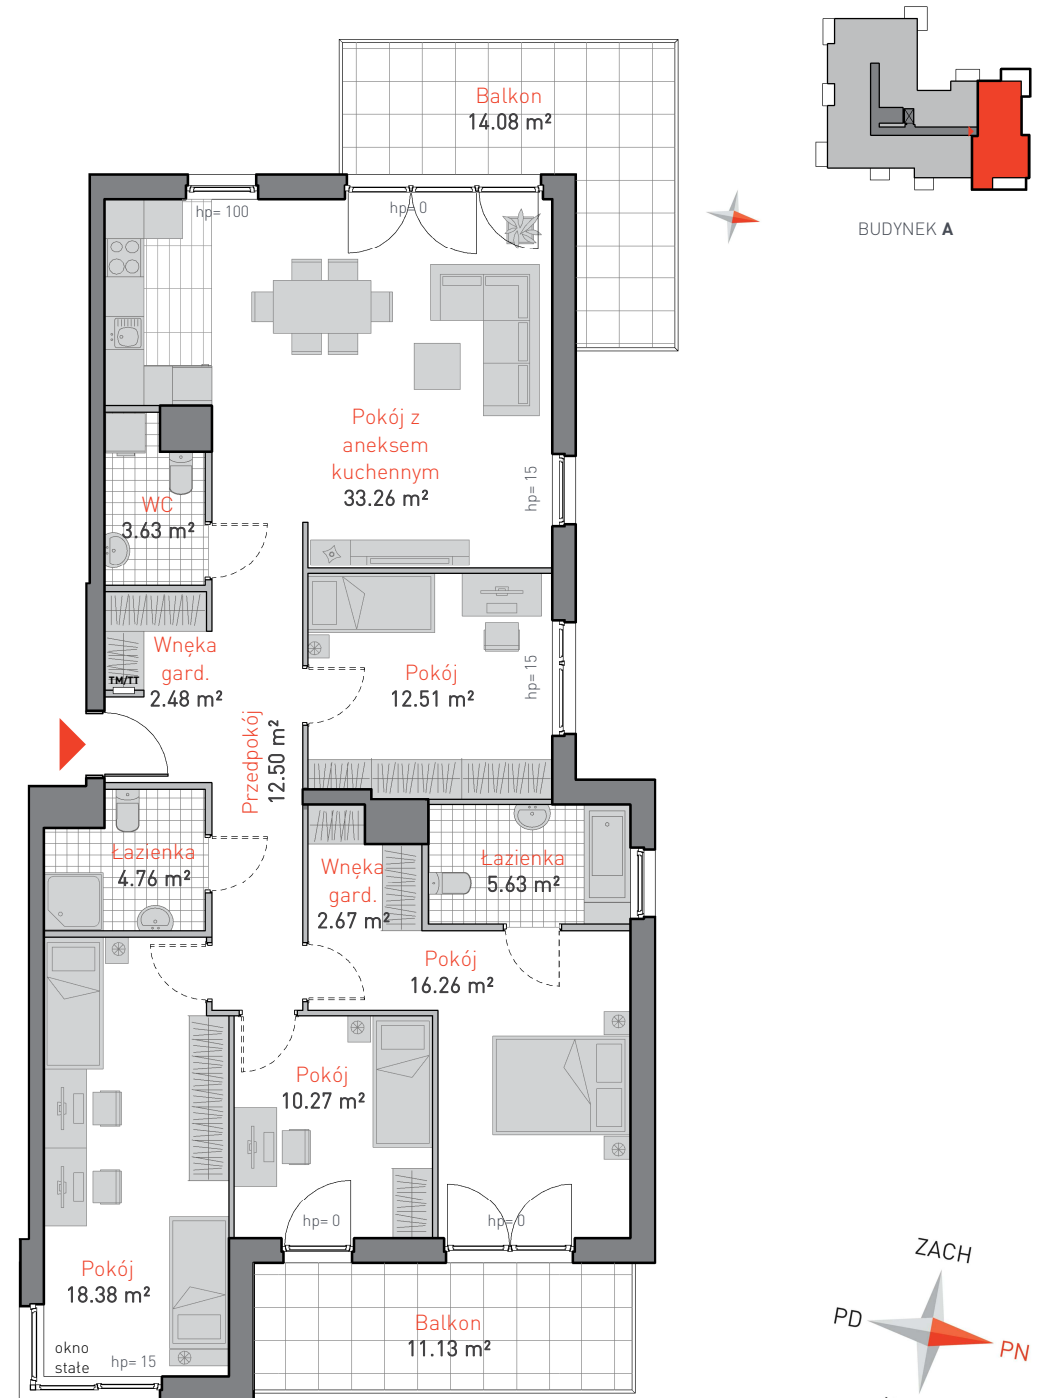 Balkon
14.08 m²
BUDYNEK A
hp= 100
hp= 0
Pokój z
aneksem
kuchennym
33.26 m²
hp= 15
WC
3.63 m²
Wnęka
gard.
2.48 m²
TM/TT
Pokój
12.51 m²
hp= 15
Przedpokój
12.50 m²
Łazienka
4.76 m²
Wnęka
gard.
2.67 m²
Łazienka
5.63 m²
Pokój
16.26 m²
Pokój
10.27 m²
hp= 0
hp= 0
Pokój
18.38 m²
okno
stałe
hp= 15
Balkon
11.13 m²
ZACH
PD
PN